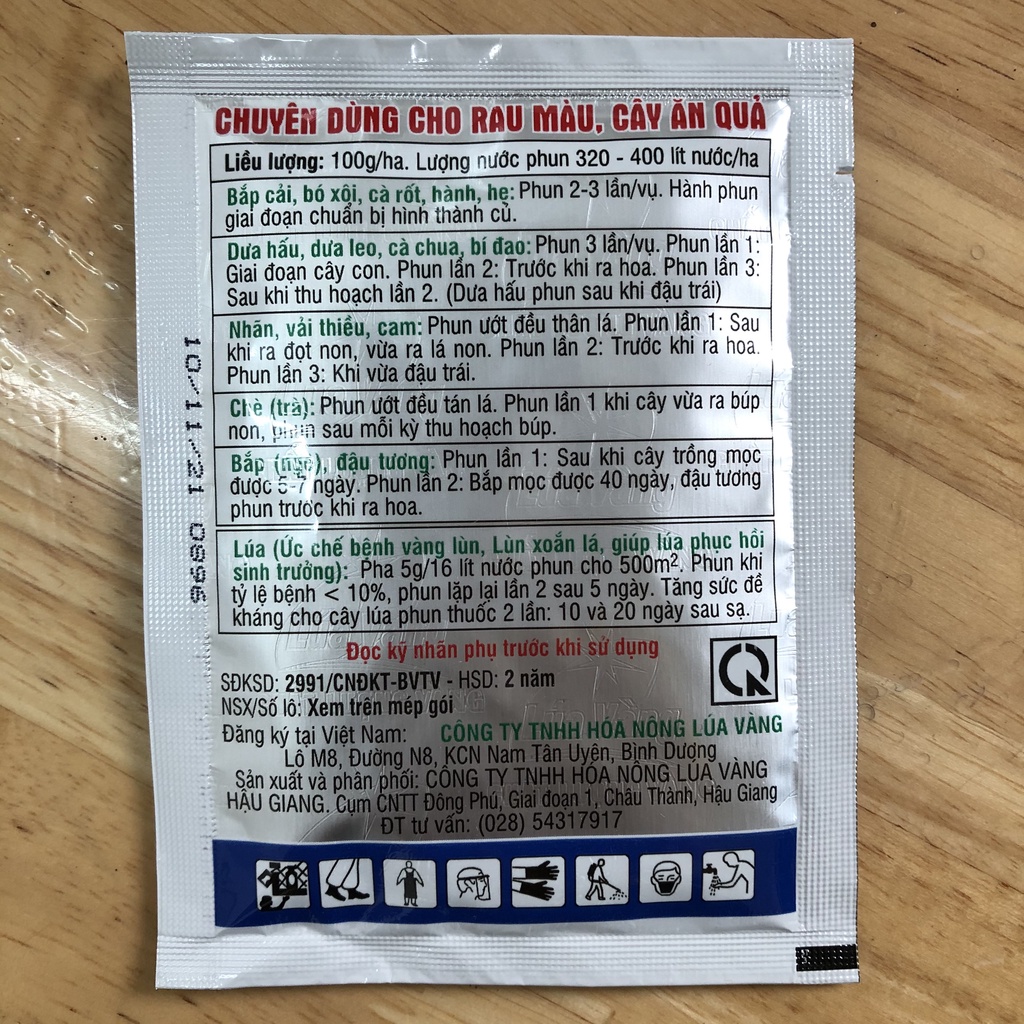 CHUYÊN DÙNG CHO RAU MÀU, CÂY ĂN QUẢ
Liều lượng: 100g/ha. Lượng nước phun 320 - 400 lít nước/ha
Bắp cải, bó xôi, cà rốt, hành, hẹ: Phun 2-3 lần/vụ. Hành phun
giai đoạn chuẩn bị hình thành củ.
Dưa hấu, dưa leo, cà chua, bí đao: Phun 3 lần/vụ. Phun lần 1:
Giai đoạn cây con. Phun lần 2: Trước khi ra hoa. Phun lần 3:
Sau khi thu hoạch lần 2. (Dưa hấu phun sau khi đậu trái)
Nhãn, vải thiều, cam: Phun ướt đều thân lá. Phun lần 1: Sau
khi ra đọt non, vừa ra lá non. Phun lần 2: Trước khi ra hoa.
Phun lần 3: Khi vừa đậu trái.
Chè (trà): Phun ướt đều tán lá. Phun lần 1 khi cây vừa ra búp
non, phun sau mỗi kỳ thu hoạch búp.
Bắp (ngô), đậu tương: Phun lần 1: Sau khi cây trồng mọc
được 5-7 ngày. Phun lần 2: Bắp mọc được 40 ngày, đậu tương
phun trước khi ra hoa.
Lúa (Ức chế bệnh vàng lùn, Lùn xoắn lá, giúp lúa phục hồi
sinh trưởng): Pha 5g/16 lít nước phun cho 500m². Phun khi
tỷ lệ bệnh < 10%, phun lặp lại lần 2 sau 5 ngày. Tăng sức đề
kháng cho cây lúa phun thuốc 2 lần: 10 và 20 ngày sau sạ.
Đọc kỹ nhãn phụ trước khi sử dụng
SĐKSD: 2991/CNĐKT-BVTV - HSD: 2 năm
NSX/Số lô: Xem trên mép gói
Đăng ký tại Việt Nam: CÔNG TY TNHH HÓA NÔNG LÚA VÀNG
Lô M8, Đường N8, KCN Nam Tân Uyên, Bình Dương
Sản xuất và phân phối: CÔNG TY TNHH HÓA NÔNG LÚA VÀNG
HẬU GIANG. Cụm CNTT Đông Phú, Giai đoạn 1, Châu Thành, Hậu Giang
ĐT tư vấn: (028) 54317917
10/11/21 0896